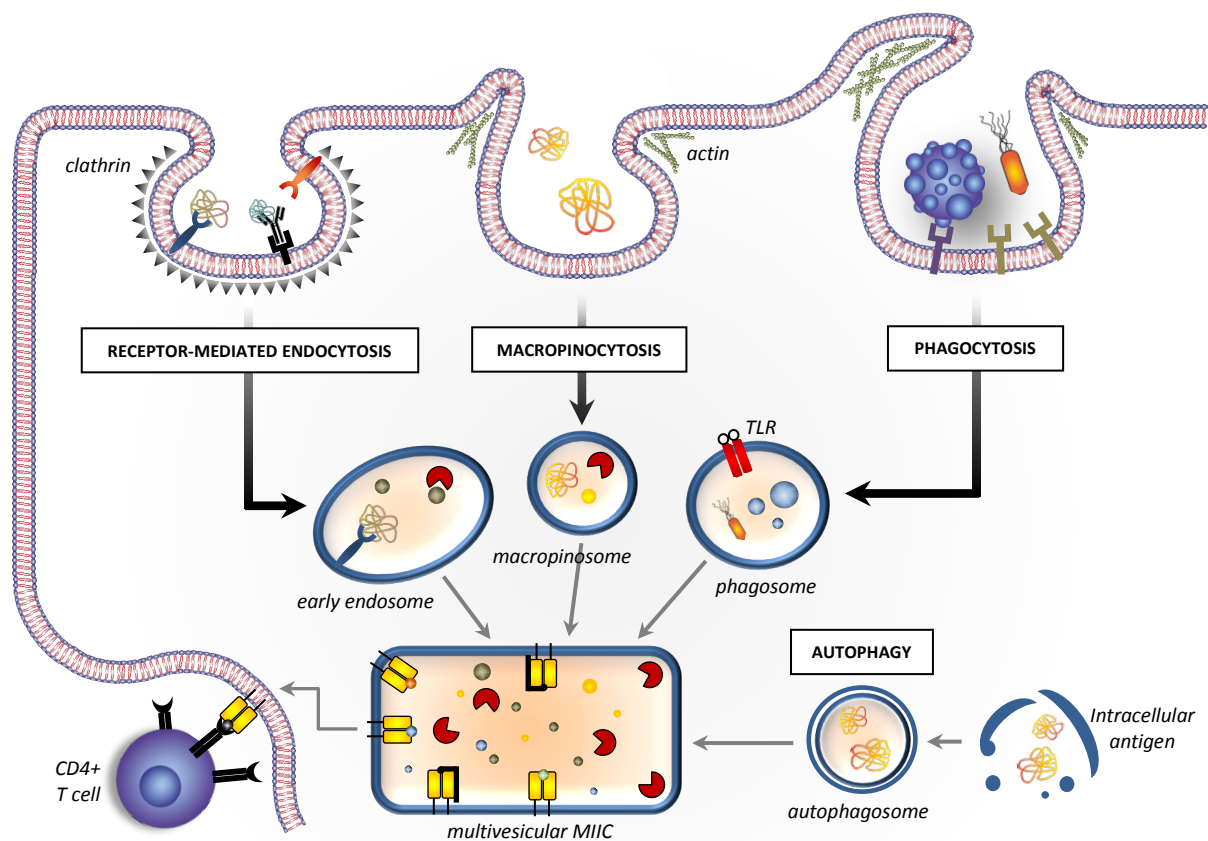 clathrin
actin
RECEPTOR-MEDIATED ENDOCYTOSIS
MACROPINOCYTOSIS
PHAGOCYTOSIS
TLR
macropinosome
phagosome
early endosome
AUTOPHAGY
Intracellular
antigen
CD4+
T cell
autophagosome
multivesicular MIIC